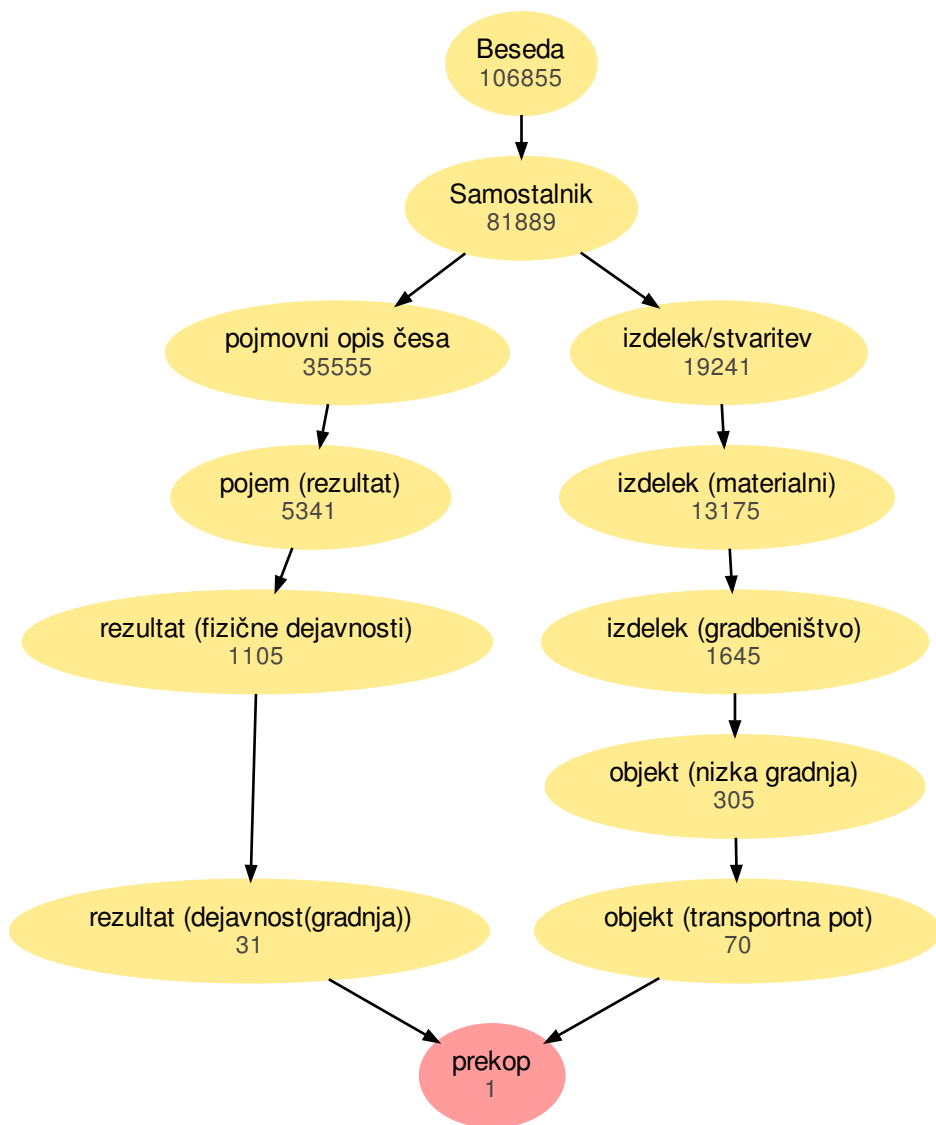 Beseda
106855
Samostalnik
81889
pojmovni opis česa
35555
izdelek/stvaritev
19241
pojem (rezultat)
5341
izdelek (materialni)
13175
rezultat (fizične dejavnosti)
1105
izdelek (gradbeništvo)
1645
objekt (nizka gradnja)
305
rezultat (dejavnost(gradnja))
31
objekt (transportna pot)
70
prekop
1